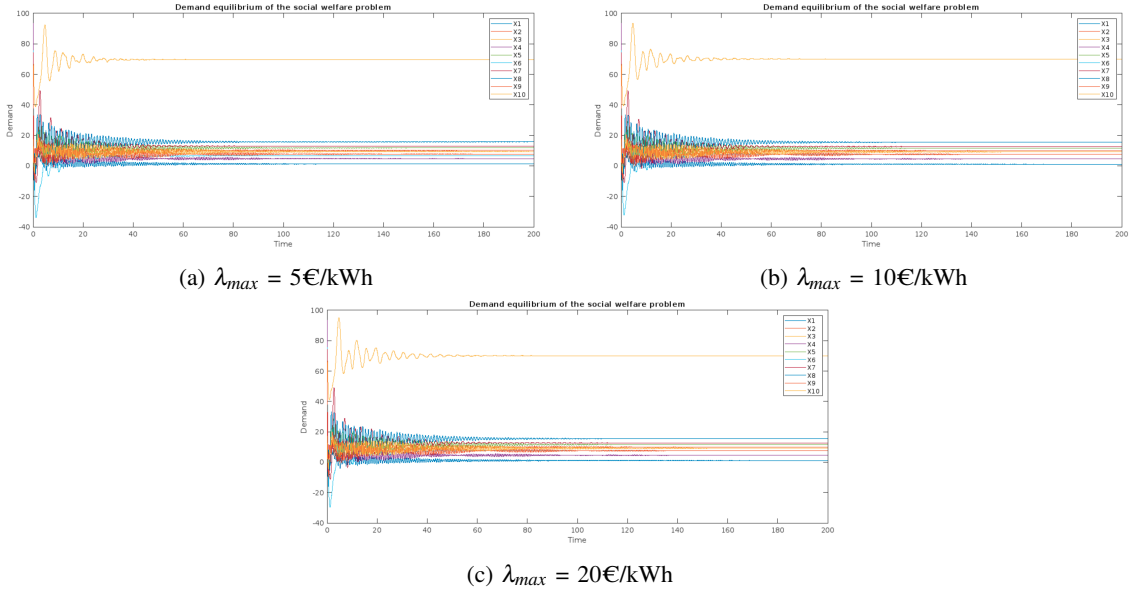 Demand equilibrium of the social welfare problem
100
80
60
40
20
0
-20
-40
Demand
0 20 40 60 80 100 120 140 160 180 200
Time
X1
X2
X3
X4
X5
X6
X7
X8
X9
X10
(a) λmax = 5€/kWh
Demand equilibrium of the social welfare problem
100
80
60
40
20
0
-20
-40
Demand
0 20 40 60 80 100 120 140 160 180 200
Time
X1
X2
X3
X4
X5
X6
X7
X8
X9
X10
(b) λmax = 10€/kWh
Demand equilibrium of the social welfare problem
100
80
60
40
20
0
-20
-40
Demand
0 20 40 60 80 100 120 140 160 180 200
Time
X1
X2
X3
X4
X5
X6
X7
X8
X9
X10
(c) λmax = 20€/kWh